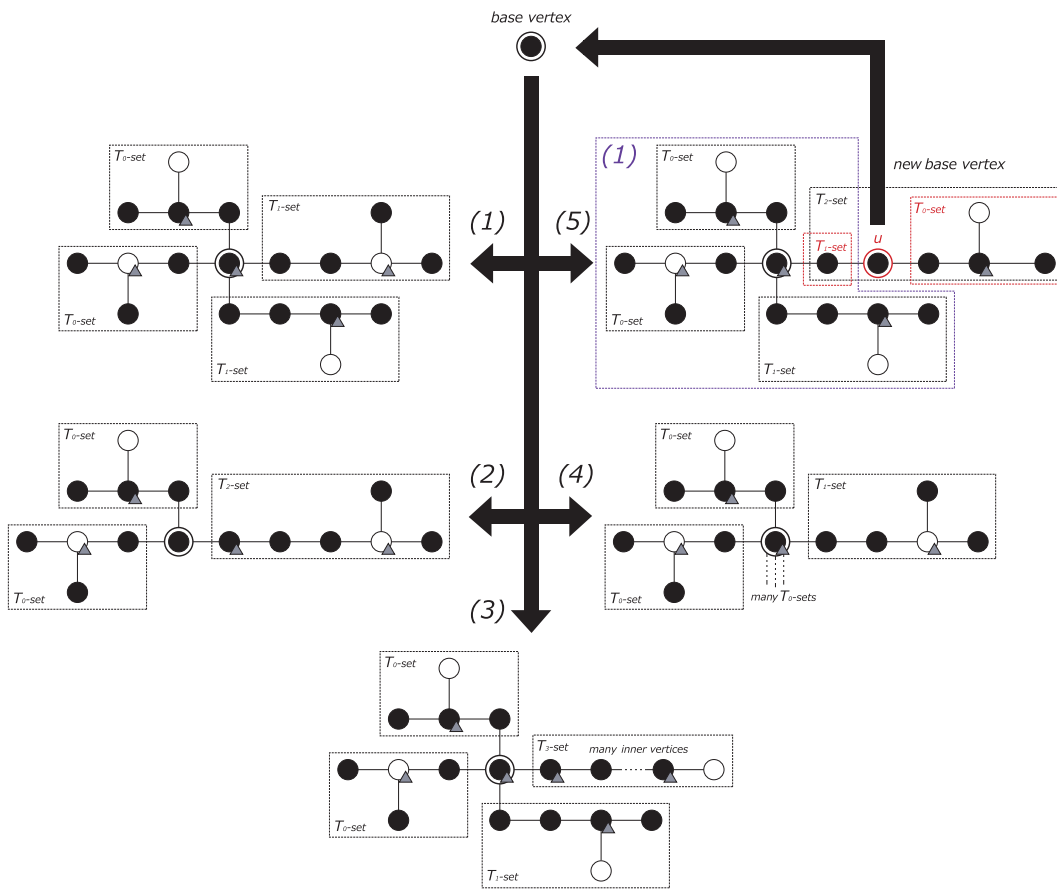 base vertex
(1)
T₀-set
T₁-set
T₀-set
T₁-set
(5)
(1)
new base vertex
T₀-set
T₂-set
T₀-set
u
T₁-set
T₀-set
T₁-set
(2)
T₀-set
T₂-set
T₀-set
(4)
T₀-set
T₁-set
T₀-set
many T₀-sets
(3)
T₀-set
T₃-set
many inner vertices
T₀-set
T₁-set